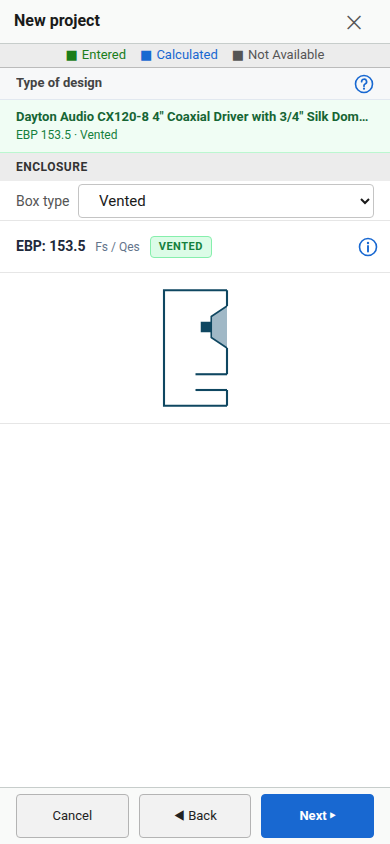 New project
Entered Calculated Not Available
Type of design
Dayton Audio CX120-8 4" Coaxial Driver with 3/4" Silk Dom…
EBP 153.5 · Vented
ENCLOSURE
Box type Vented
EBP: 153.5 Fs / Qes VENTED
Cancel ◀ Back Next ▸